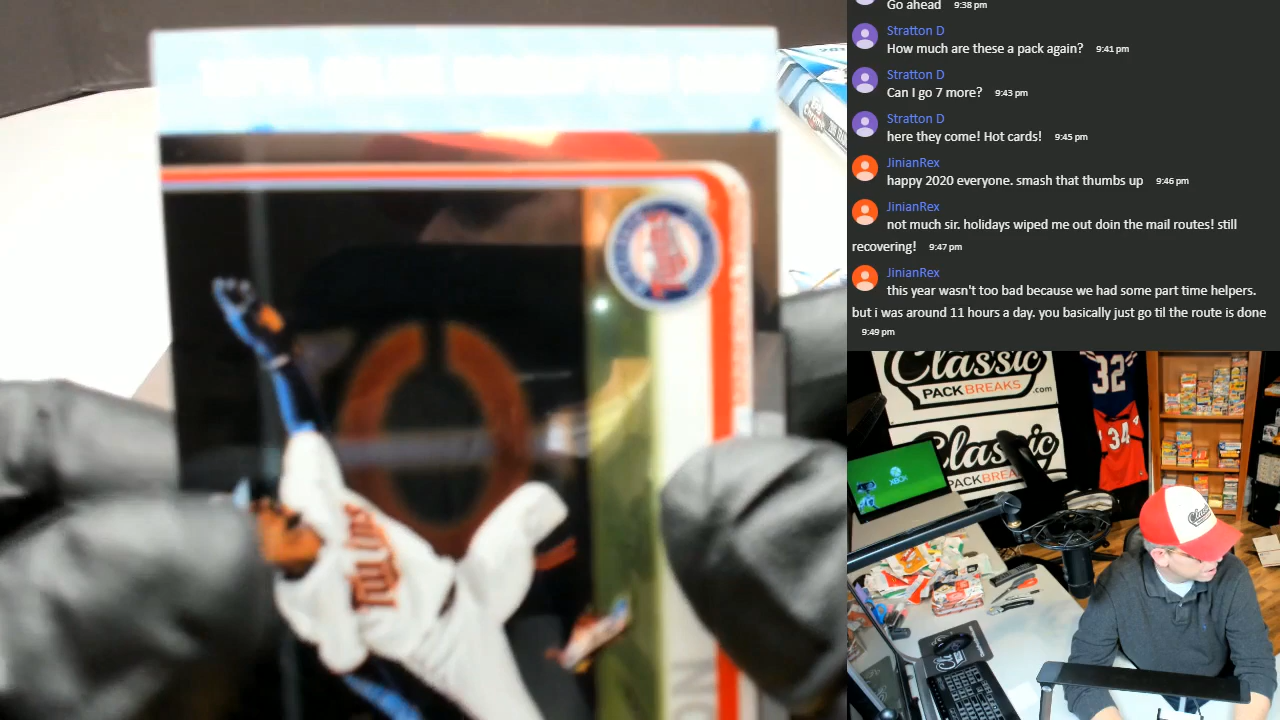 Go ahead 9:38 pm
Stratton D
How much are these a pack again? 9:41 pm
Stratton D
Can I go 7 more? 9:43 pm
Stratton D
here they come! Hot cards! 9:45 pm
JinianRex
happy 2020 everyone. smash that thumbs up 9:46 pm
JinianRex
not much sir. holidays wiped me out doin the mail routes! still
recovering! 9:47 pm
JinianRex
this year wasn't too bad because we had some part time helpers.
but i was around 11 hours a day. you basically just go til the route is done
9:49 pm
Twins
Classic
PACK BREAKS.com
Classic
PACK BREAK
32
34
XBOX
Class